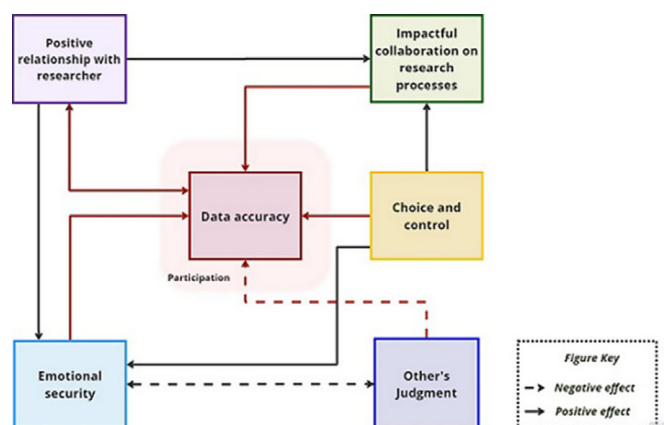 Positive
relationship with
researcher
Impactful
collaboration on
research
processes
Data accuracy
Choice and
control
Participation
Emotional
security
Other's
Judgment
Figure Key
Negative effect
Positive effect